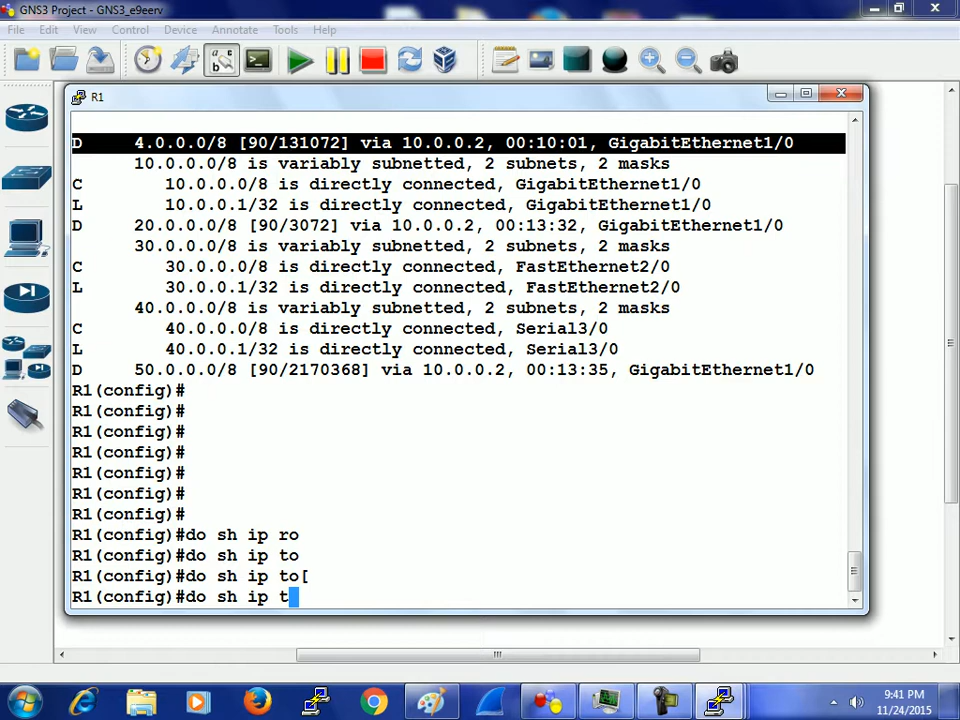 GNS3 Project - GNS3_e9eerv
File Edit View Control Device Annotate Tools Help
a c
b
R1
D 4.0.0.0/8 [90/131072] via 10.0.0.2, 00:10:01, GigabitEthernet1/0
10.0.0.0/8 is variably subnetted, 2 subnets, 2 masks
C 10.0.0.0/8 is directly connected, GigabitEthernet1/0
L 10.0.0.1/32 is directly connected, GigabitEthernet1/0
D 20.0.0.0/8 [90/3072] via 10.0.0.2, 00:13:32, GigabitEthernet1/0
30.0.0.0/8 is variably subnetted, 2 subnets, 2 masks
C 30.0.0.0/8 is directly connected, FastEthernet2/0
L 30.0.0.1/32 is directly connected, FastEthernet2/0
40.0.0.0/8 is variably subnetted, 2 subnets, 2 masks
C 40.0.0.0/8 is directly connected, Serial3/0
L 40.0.0.1/32 is directly connected, Serial3/0
D 50.0.0.0/8 [90/2170368] via 10.0.0.2, 00:13:35, GigabitEthernet1/0
R1(config)#
R1(config)#
R1(config)#
R1(config)#
R1(config)#
R1(config)#
R1(config)#
R1(config)#do sh ip ro
R1(config)#do sh ip to
R1(config)#do sh ip to[
R1(config)#do sh ip t
9:41 PM
11/24/2015